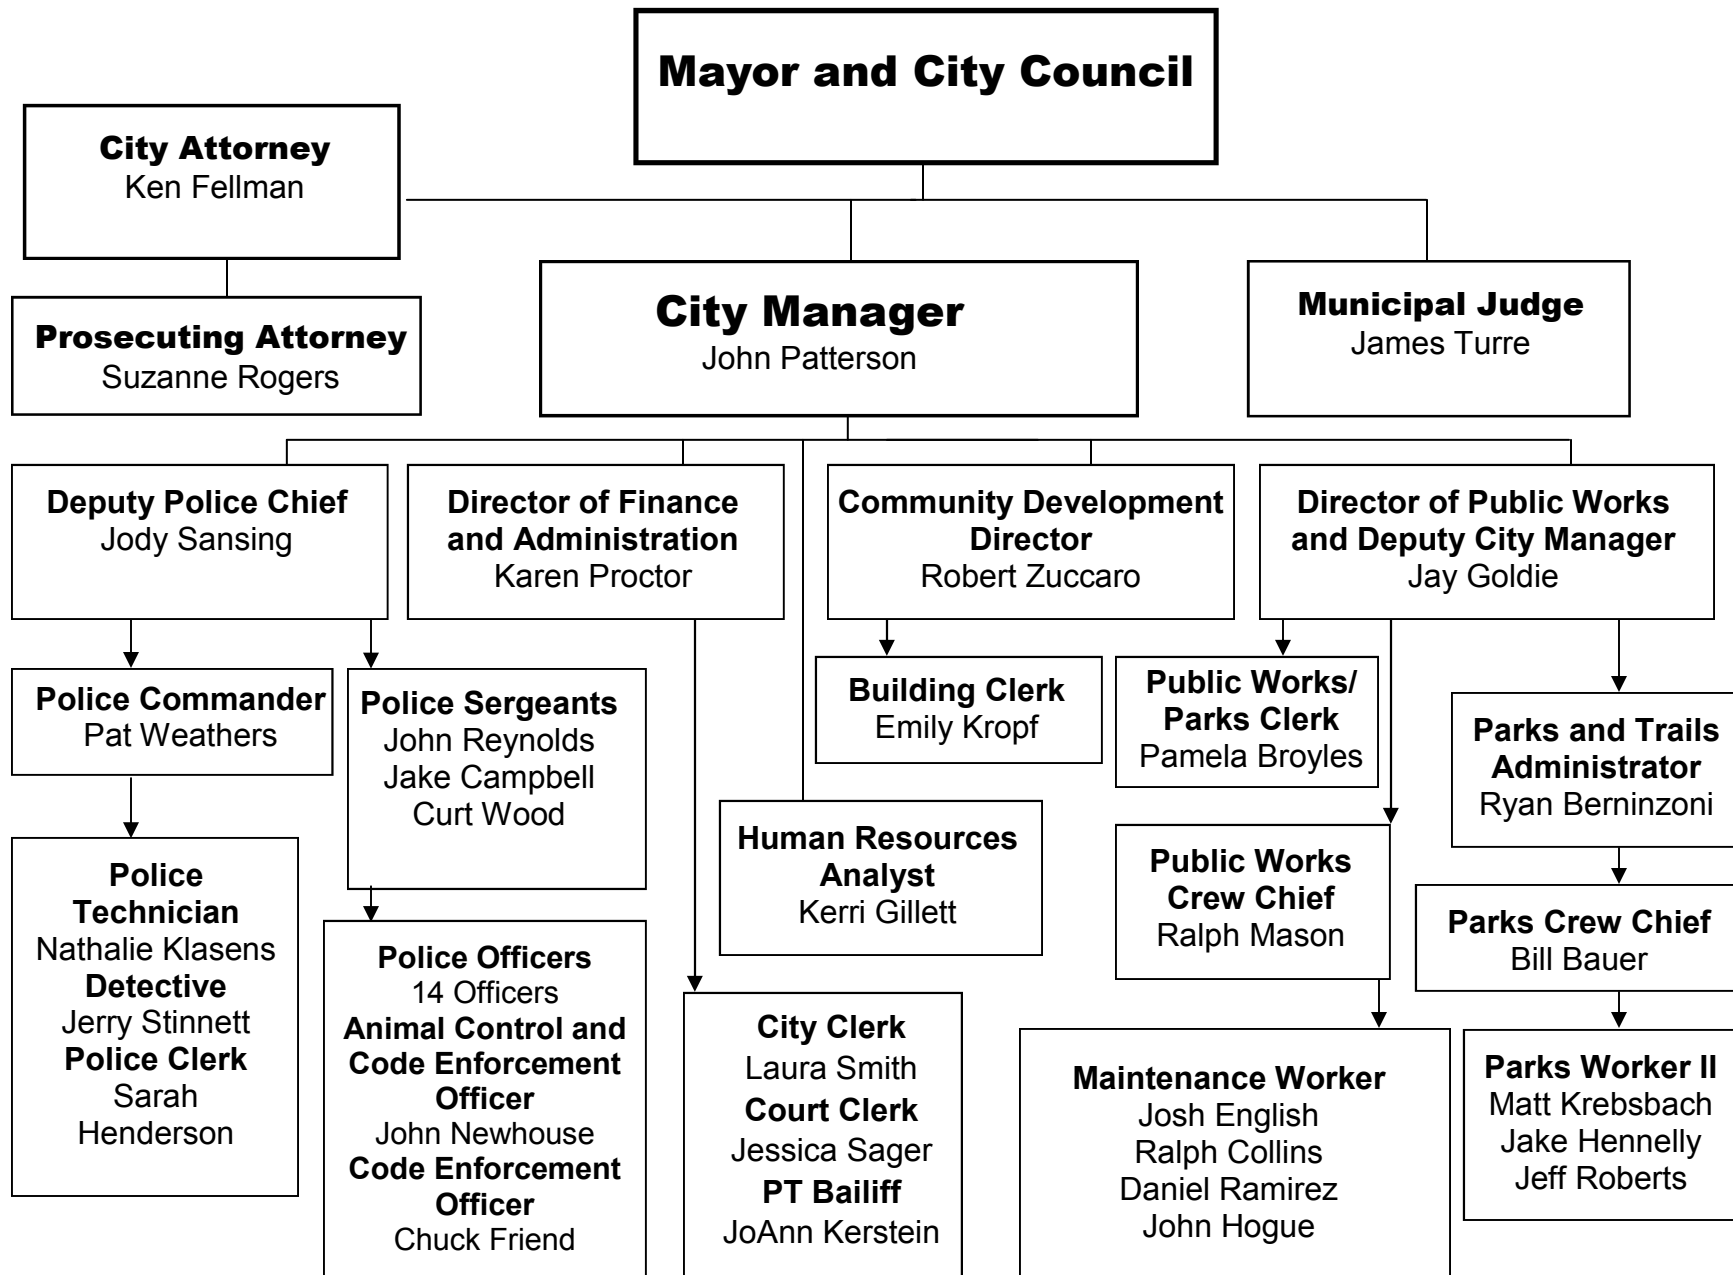 Mayor and City Council
City Attorney
Ken Fellman
Prosecuting Attorney
Suzanne Rogers
City Manager
John Patterson
Municipal Judge
James Turre
Deputy Police Chief
Jody Sansing
Director of Finance
and Administration
Karen Proctor
Community Development
Director
Robert Zuccaro
Director of Public Works
and Deputy City Manager
Jay Goldie
Police Commander
Pat Weathers
Police Sergeants
John Reynolds
Jake Campbell
Curt Wood
Building Clerk
Emily Kropf
Public Works/
Parks Clerk
Pamela Broyles
Parks and Trails
Administrator
Ryan Berninzoni
Police
Technician
Nathalie Klasens
Detective
Jerry Stinnett
Police Clerk
Sarah
Henderson
Police Officers
14 Officers
Animal Control and
Code Enforcement
Officer
John Newhouse
Code Enforcement
Officer
Chuck Friend
Human Resources
Analyst
Kerri Gillett
City Clerk
Laura Smith
Court Clerk
Jessica Sager
PT Bailiff
JoAnn Kerstein
Public Works
Crew Chief
Ralph Mason
Maintenance Worker
Josh English
Ralph Collins
Daniel Ramirez
John Hogue
Parks Crew Chief
Bill Bauer
Parks Worker II
Matt Krebsbach
Jake Hennelly
Jeff Roberts